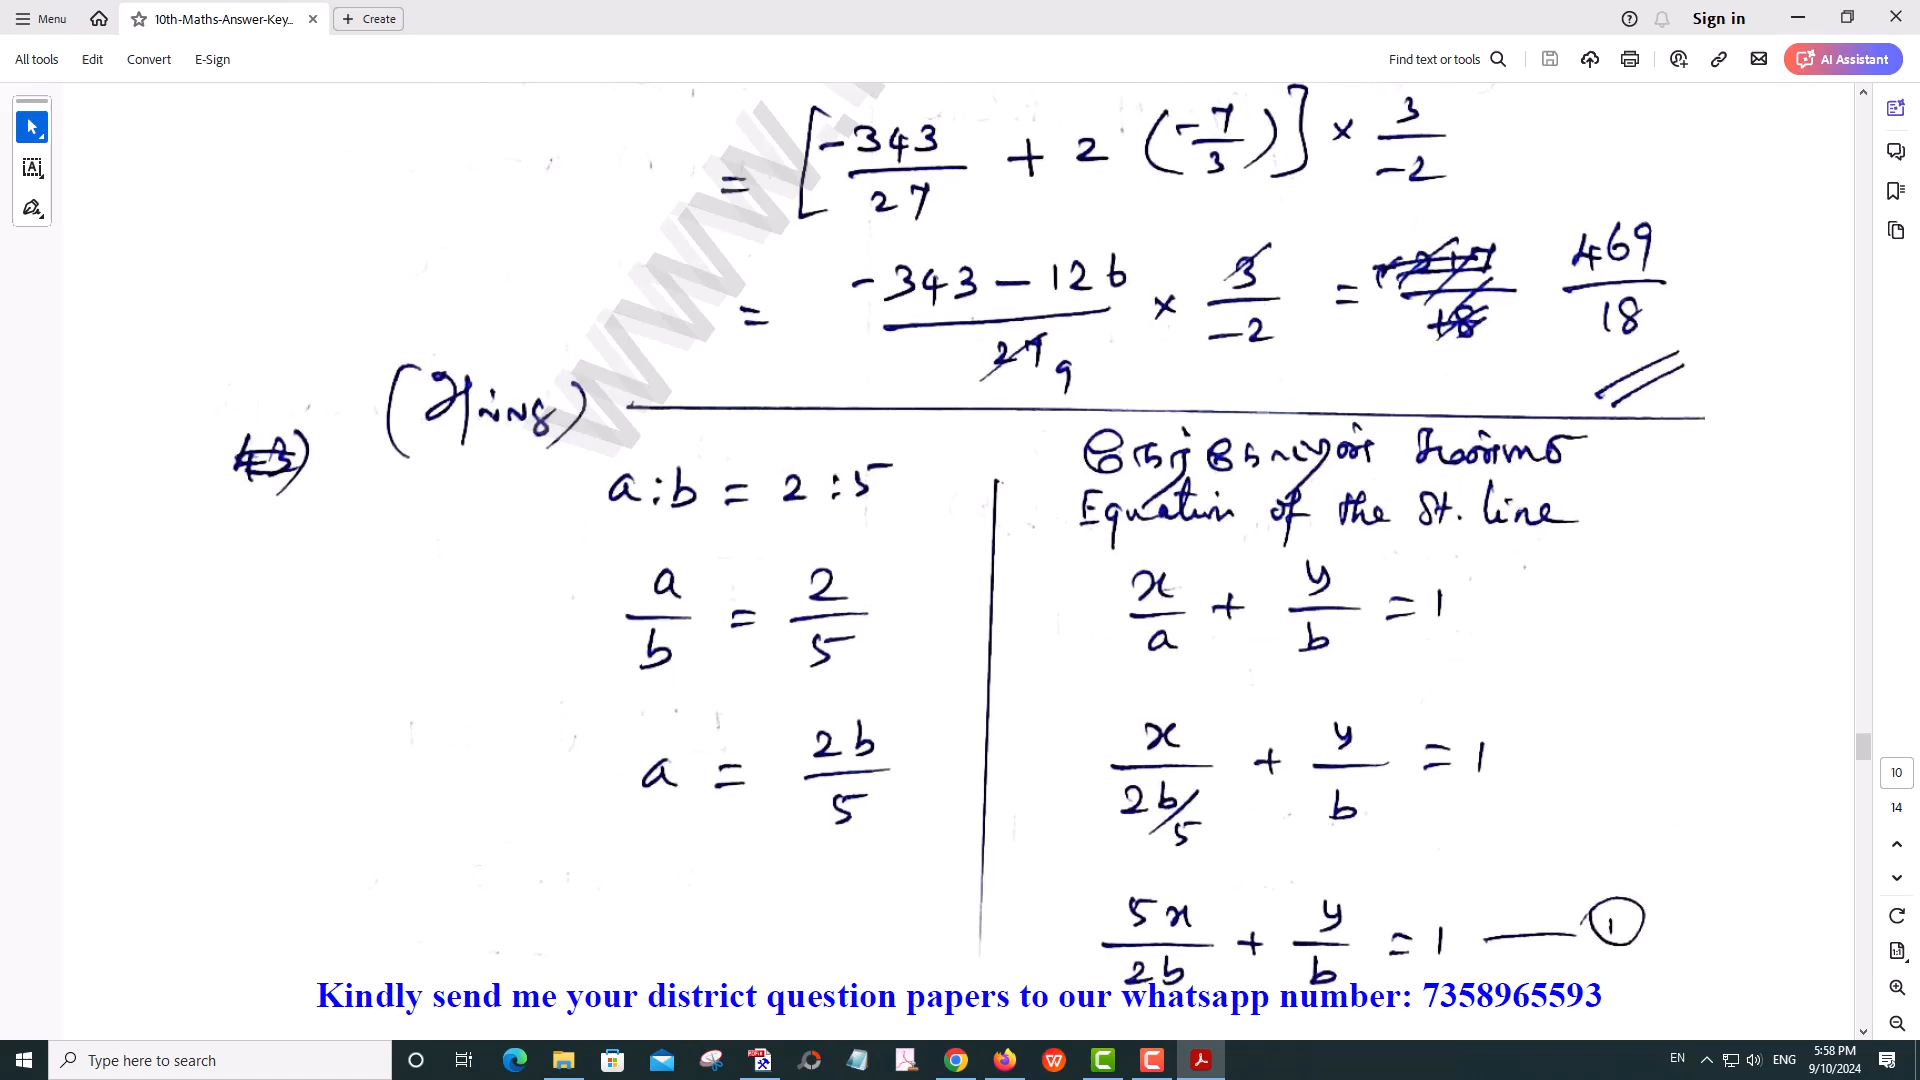 Menu
10th-Maths-Answer-Key...
Create
Sign in
All tools
Edit
Convert
E-Sign
Find text or tools
AI Assistant
www.
= [-343/27 + 2 (-7/3)] × 3/-2
= -343 - 126/27 9 × 3/-2 = 469/18
a:b = 2:5
Equation of the St. line
a/b = 2/5
x/a + y/b = 1
a = 2b/5
x/2b/5 + y/b = 1
5x/2b + y/b = 1 — 1
Kindly send me your district question papers to our whatsapp number: 7358965593
10
14
1:1
Type here to search
EN
ENG
5:58 PM
9/10/2024